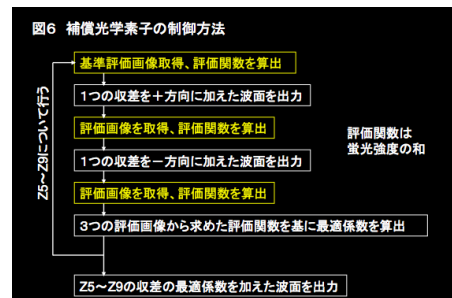 図6 補償光学素子の制御方法
基準評価画像取得、評価関数を算出
1つの収差を+方向に加えた波面を出力
評価画像を取得、評価関数を算出
1つの収差を−方向に加えた波面を出力
評価画像を取得、評価関数を算出
3つの評価画像から求めた評価関数を基に最適係数を算出
Z5〜Z9の収差の最適係数を加えた波面を出力
Z5〜Z9について行う
評価関数は
蛍光強度の和